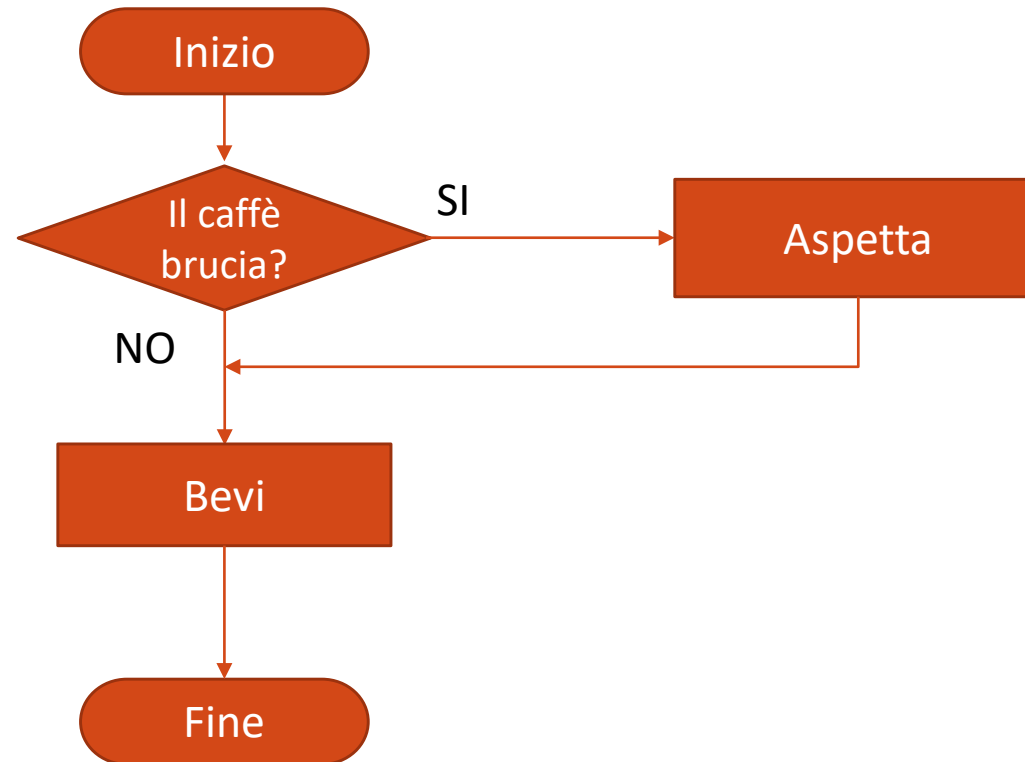 Inizio
Il caffè
brucia?
SI
Aspetta
NO
Bevi
Fine